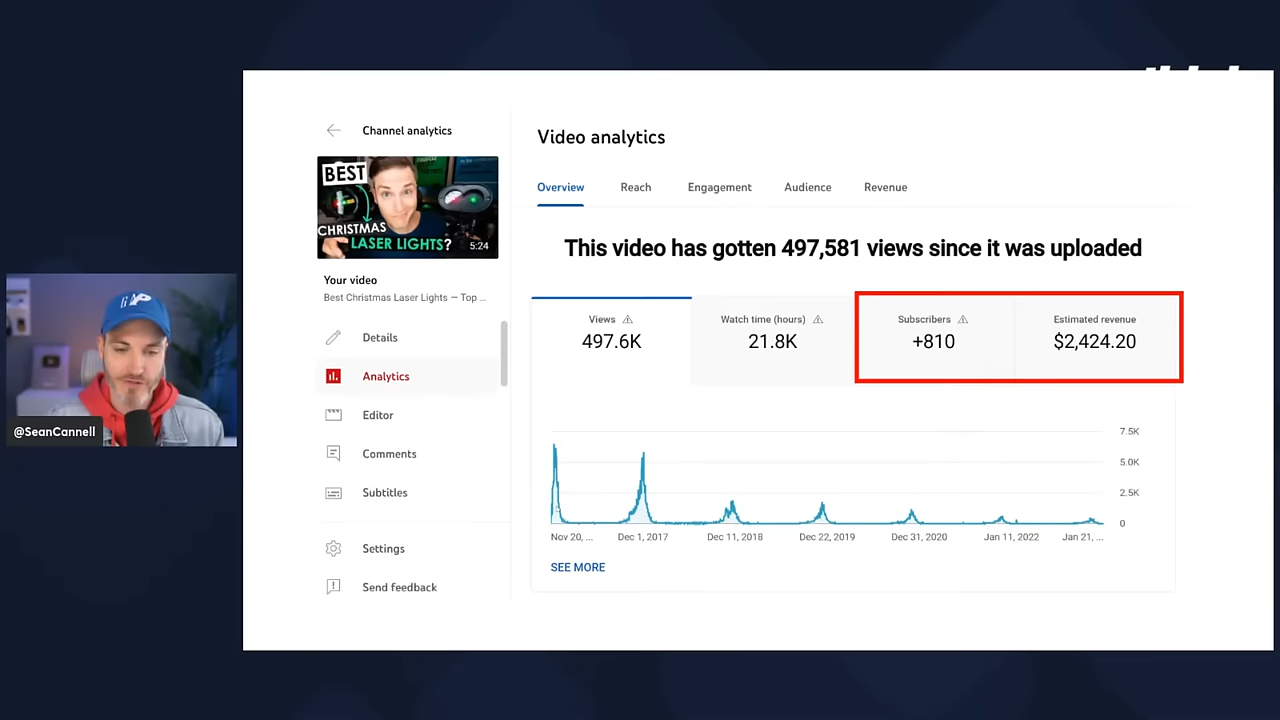 Channel analytics
BEST
CHRISTMAS
LASER LIGHTS?
5:24
Your video
Best Christmas Laser Lights — Top ...
Details
Analytics
Editor
Comments
Subtitles
Settings
Send feedback
@SeanCannell
Video analytics
Overview Reach Engagement Audience Revenue
This video has gotten 497,581 views since it was uploaded
Views Watch time (hours) Subscribers Estimated revenue
497.6K 21.8K +810 $2,424.20
7.5K
5.0K
2.5K
0
Nov 20, ... Dec 1, 2017 Dec 11, 2018 Dec 22, 2019 Dec 31, 2020 Jan 11, 2022 Jan 21, ...
SEE MORE